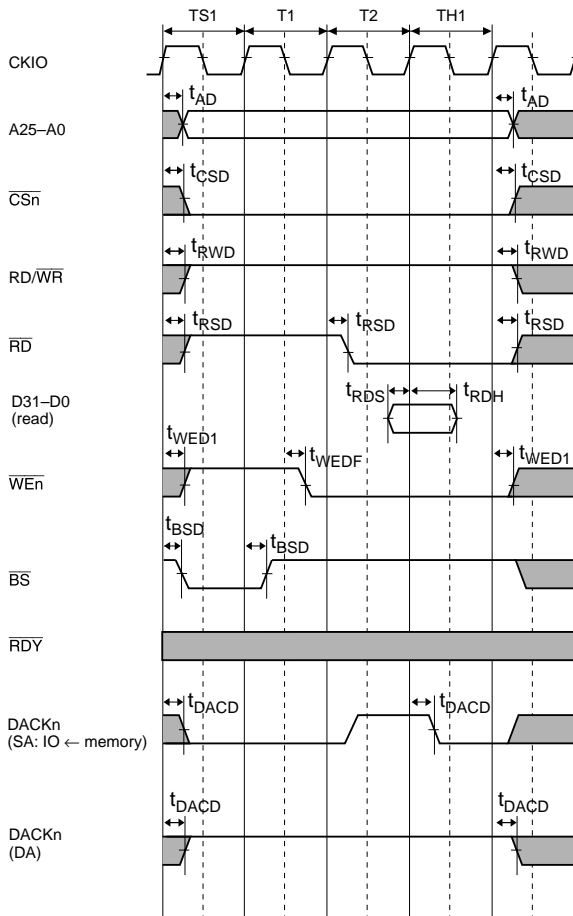 TS1 T1 T2 TH1
CKIO
tAD tAD
A25–A0
tCSD tCSD
CSn
tRWD tRWD
RD/WR
tRSD tRSD tRSD
RD
D31–D0
(read)
tRDS tRDH
tWED1 tWEDF tWED1
WEn
tBSD tBSD
BS
RDY
tDACD tDACD
DACKn
(SA: IO ← memory)
tDACD tDACD
DACKn
(DA)